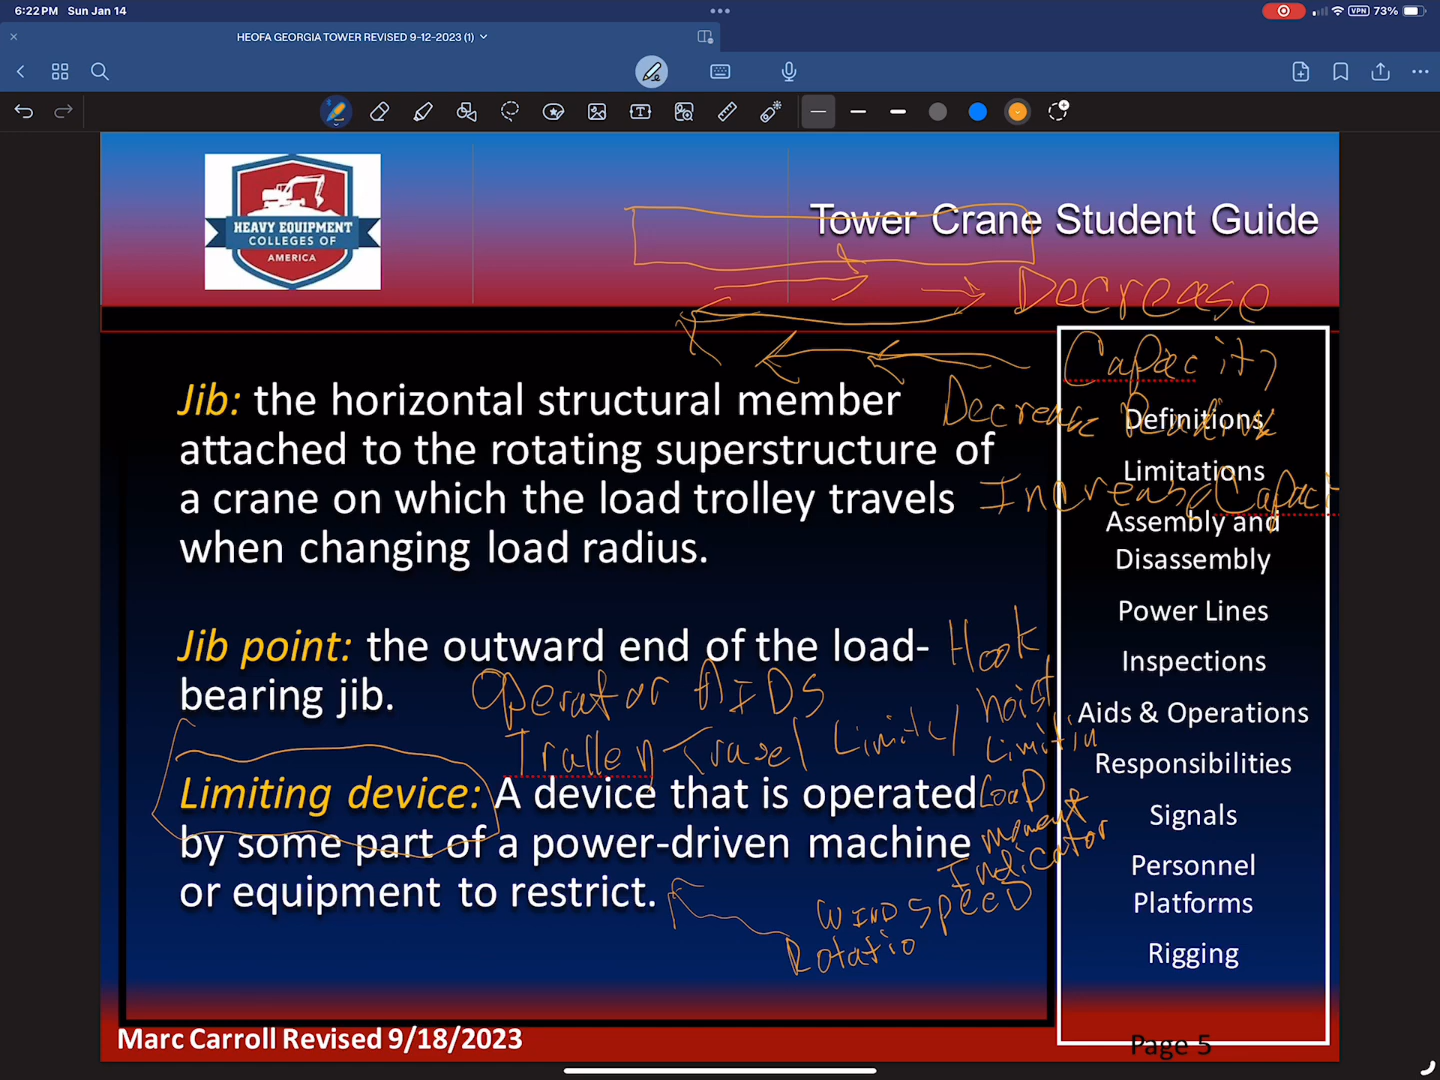 6:22 PM Sun Jan 14
VPN 73%
HEOFA GEORGIA TOWER REVISED 9-12-2023 (1)
HEAVY EQUIPMENT
COLLEGES OF
AMERICA
Tower Crane Student Guide
Decrease
Capacity
Decrease
Increase Capacit
Jib: the horizontal structural member
attached to the rotating superstructure of
a crane on which the load trolley travels
when changing load radius.
Jib point: the outward end of the load-
bearing jib.
Hook
hoist
Operator AIDS
Travel
Limiting device: A device that is operated
by some part of a power-driven machine
or equipment to restrict.
LoaD
moment
Indicator
WIND SpeeD
Rotatio
Definitions
Limitations
Assembly and
Disassembly
Power Lines
Inspections
Aids & Operations
Responsibilities
Signals
Personnel
Platforms
Rigging
Marc Carroll Revised 9/18/2023
Page 5